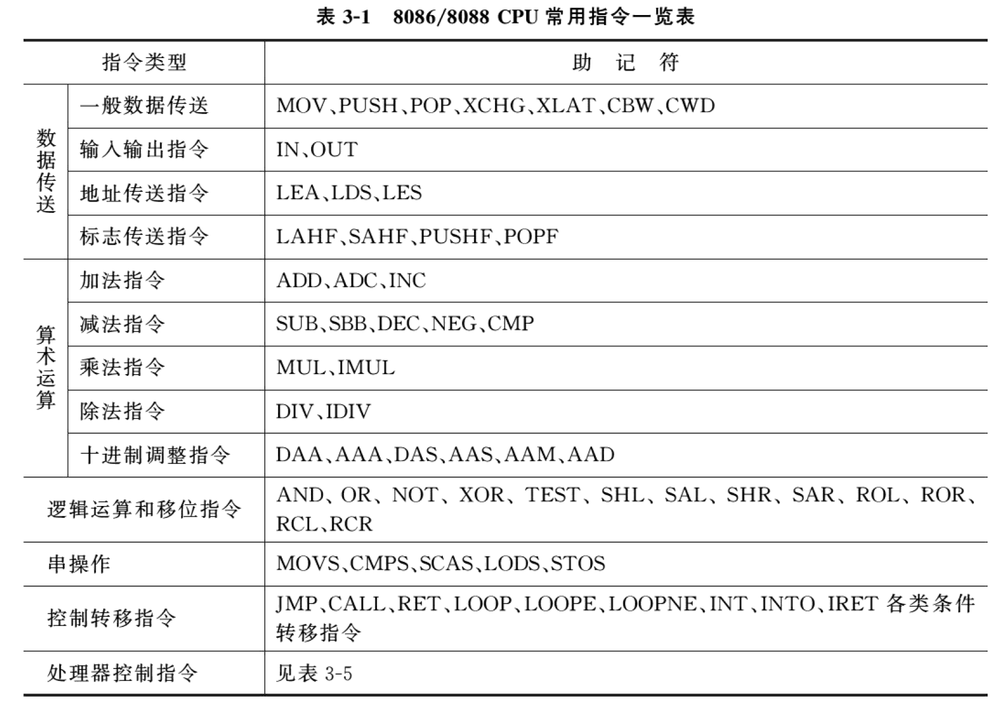 表 3-1 8086/8088 CPU 常用指令一览表
指令类型 助 记 符
数据传送
一般数据传送 MOV、PUSH、POP、XCHG、XLAT、CBW、CWD
输入输出指令 IN、OUT
地址传送指令 LEA、LDS、LES
标志传送指令 LAHF、SAHF、PUSHF、POPF
算术运算
加法指令 ADD、ADC、INC
减法指令 SUB、SBB、DEC、NEG、CMP
乘法指令 MUL、IMUL
除法指令 DIV、IDIV
十进制调整指令 DAA、AAA、DAS、AAS、AAM、AAD
逻辑运算和移位指令 AND、OR、NOT、XOR、TEST、SHL、SAL、SHR、SAR、ROL、ROR、
RCL、RCR
串操作 MOVS、CMPS、SCAS、LODS、STOS
控制转移指令 JMP、CALL、RET、LOOP、LOOPE、LOOPNE、INT、INTO、IRET 各类条件
转移指令
处理器控制指令 见表 3-5